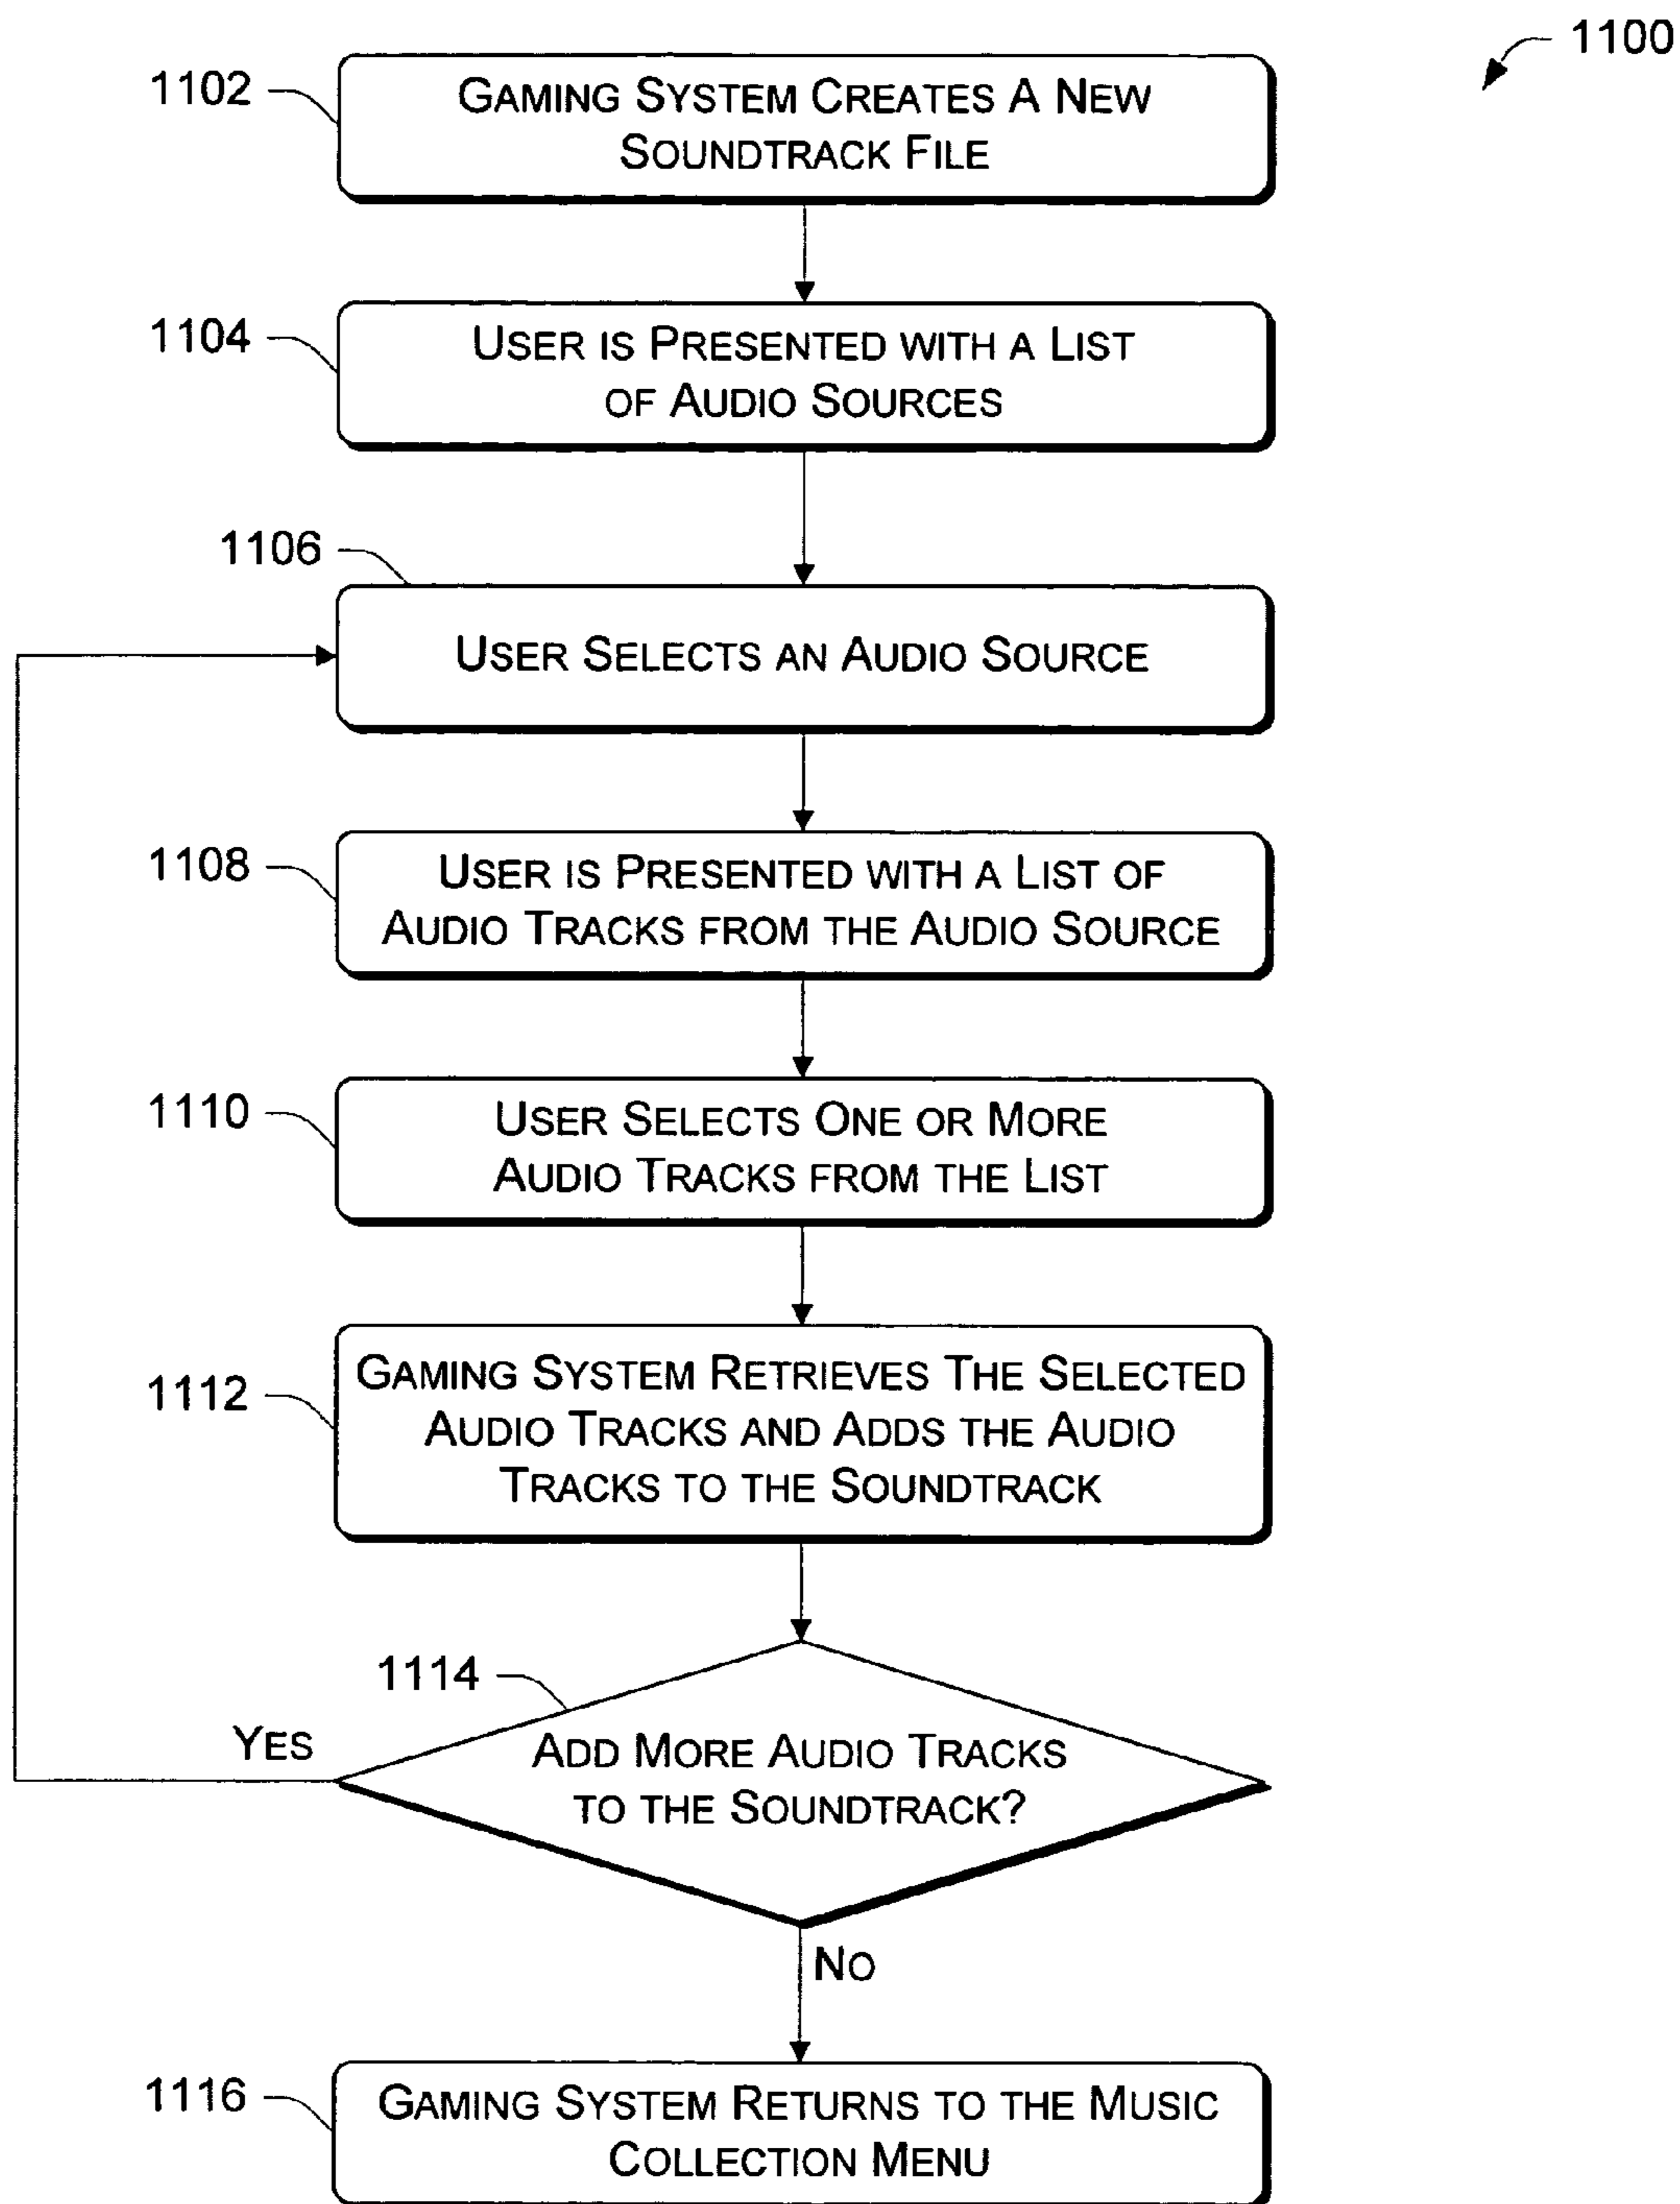 1100
1102
GAMING SYSTEM CREATES A NEW
SOUNDTRACK FILE
1104
USER IS PRESENTED WITH A LIST
OF AUDIO SOURCES
1106
USER SELECTS AN AUDIO SOURCE
1108
USER IS PRESENTED WITH A LIST OF
AUDIO TRACKS FROM THE AUDIO SOURCE
1110
USER SELECTS ONE OR MORE
AUDIO TRACKS FROM THE LIST
1112
GAMING SYSTEM RETRIEVES THE SELECTED
AUDIO TRACKS AND ADDS THE AUDIO
TRACKS TO THE SOUNDTRACK
1114
YES
ADD MORE AUDIO TRACKS
TO THE SOUNDTRACK?
NO
1116
GAMING SYSTEM RETURNS TO THE MUSIC
COLLECTION MENU